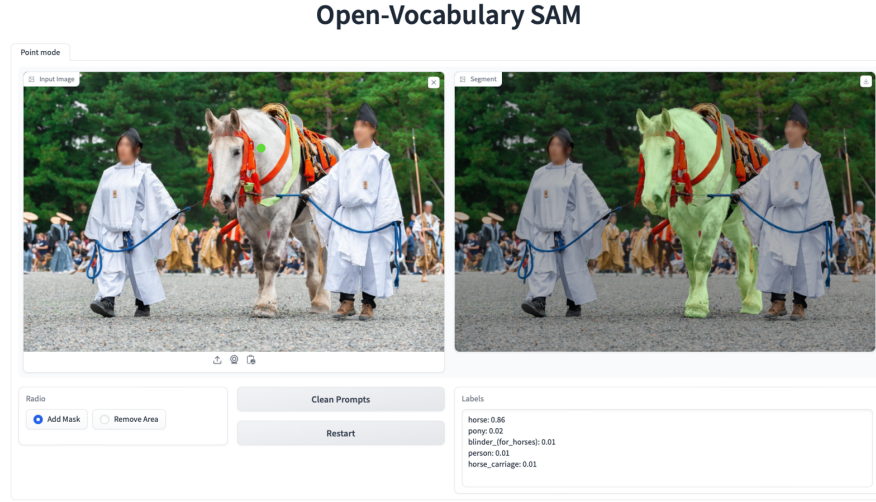 Open-Vocabulary SAM
Point mode
Input Image
Segment
Radio
Add Mask
Remove Area
Clean Prompts
Restart
Labels
horse: 0.86
pony: 0.02
blinder_(for_horses): 0.01
person: 0.01
horse_carriage: 0.01